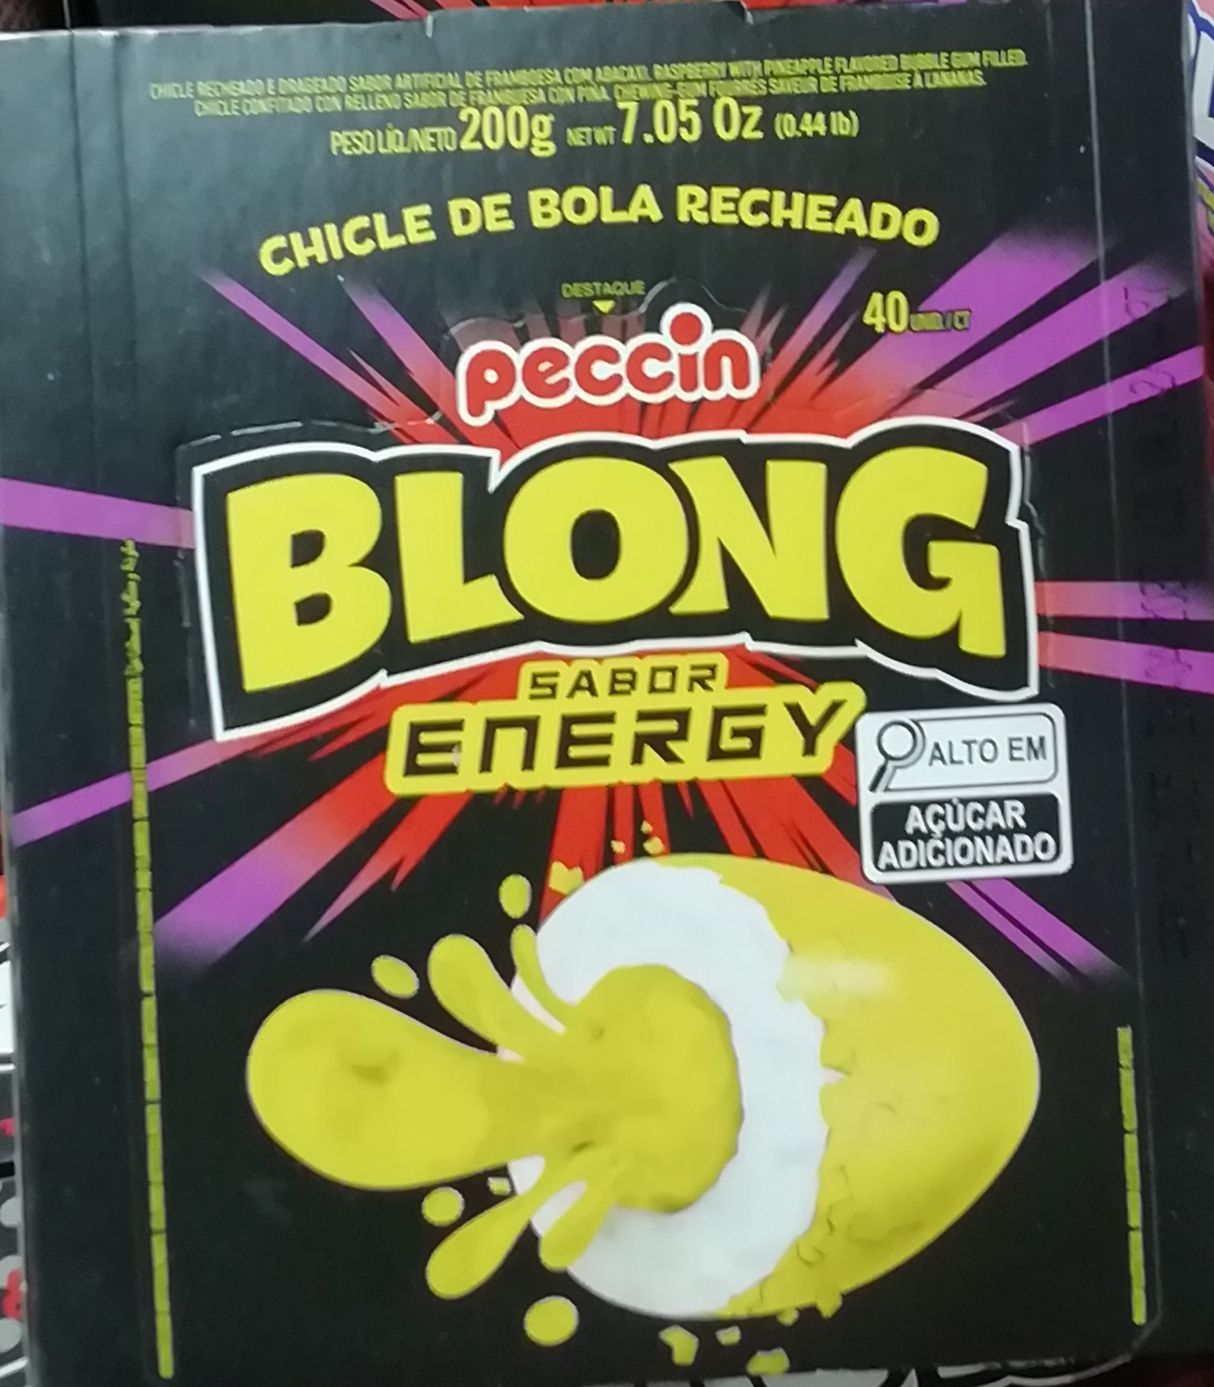 CHICLE RECHEADO E DRAGEADO SABOR ARTIFICIAL DE FRAMBOESA COM ABACAXI. RASPBERRY WITH PINEAPPLE FLAVORED BUBBLE GUM FILLED.
CHICLE CONFITADO CON RELLENO SABOR DE FRAMBUESA CON PIÑA. CHEWING-GUM FOURRÉS SAVEUR DE FRAMBOISE À L'ANANAS.
PESO LÍQ./NETO 200g NET WT 7.05 Oz (0.44 lb)
CHICLE DE BOLA RECHEADO
DESTAQUE
40 UNID./CT
peccin
BLONG
SABOR
ENERGY
ALTO EM
AÇÚCAR
ADICIONADO